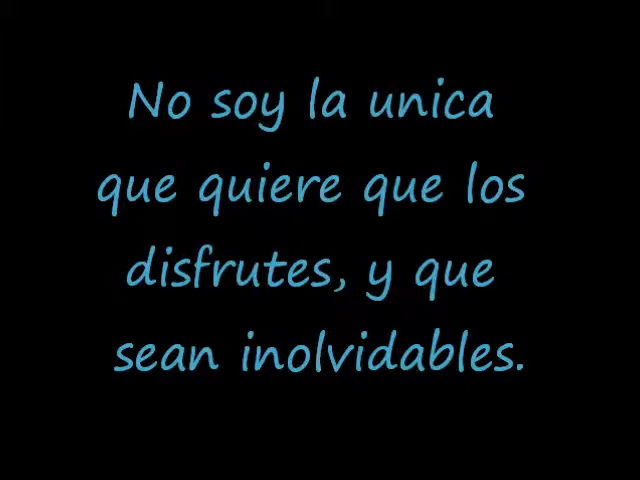 No soy la unica
que quiere que los
disfrutes, y que
sean inolvidables.